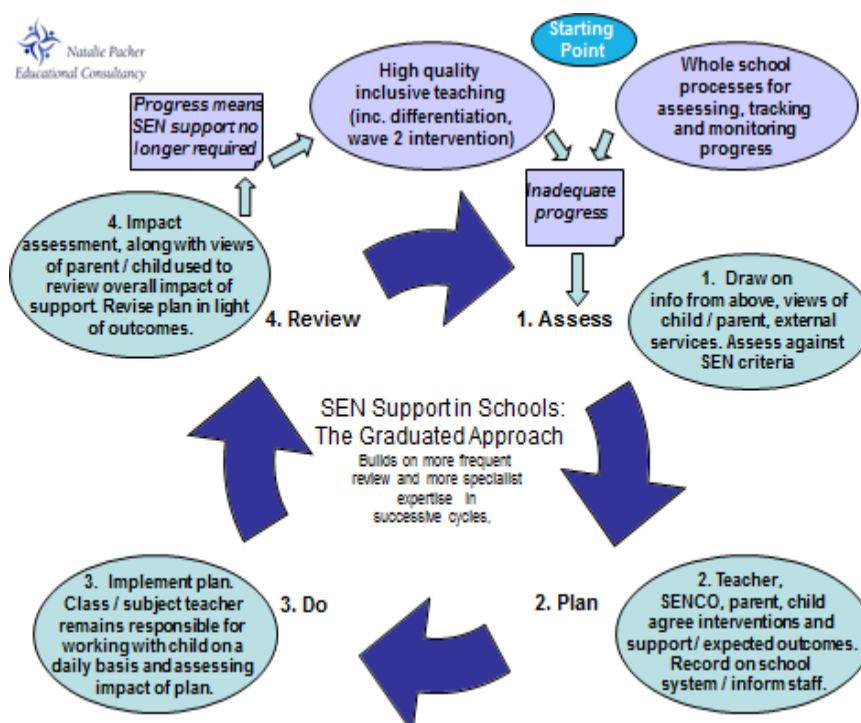 Natalie Packer
Educational Consultancy
Starting
Point
High quality
inclusive teaching
(inc. differentiation,
wave 2 intervention)
Whole school
processes for
assessing, tracking
and monitoring
progress
Progress means
SEN support no
longer required
Inadequate
progress
4. Impact
assessment, along with views
of parent / child used to
review overall impact of
support. Revise plan in light
of outcomes.
4. Review
1. Assess
1. Draw on
info from above, views of
child / parent, external
services. Assess against
SEN criteria
SEN Support in Schools:
The Graduated Approach
Builds on more frequent
review and more specialist
expertise in
successive cycles,
3. Implement plan.
Class / subject teacher
remains responsible for
working with child on a
daily basis and assessing
impact of plan.
3. Do
2. Plan
2. Teacher,
SENCO, parent, child
agree interventions and
support / expected outcomes.
Record on school
system / inform staff.